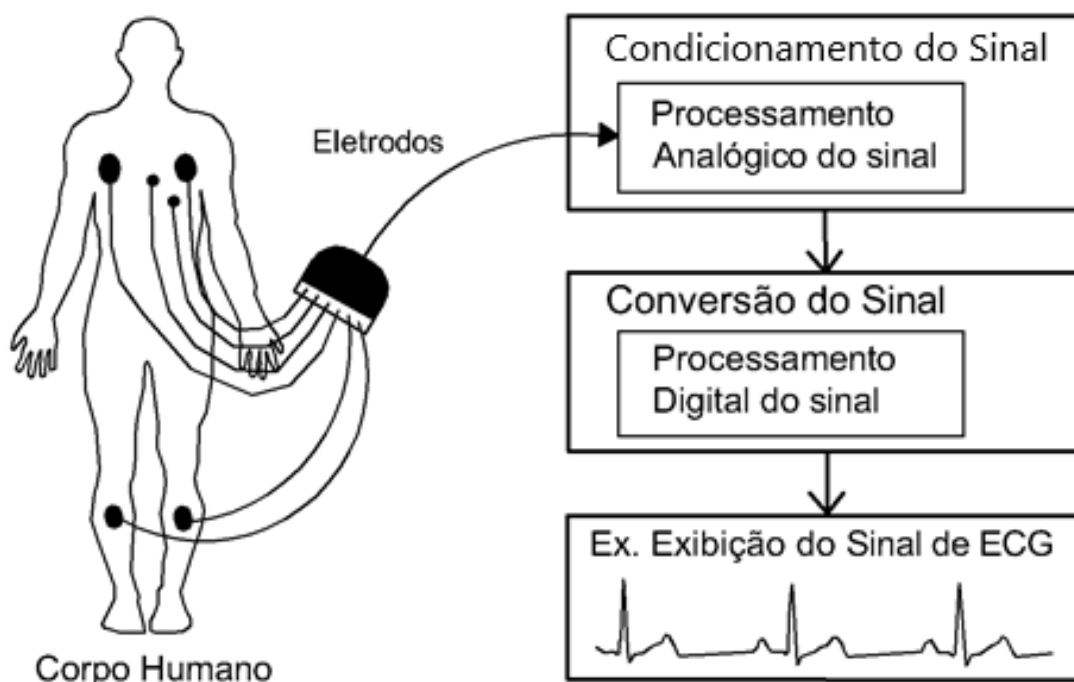 Condicionamento do Sinal
Processamento
Analógico do sinal
Eletrodos
Conversão do Sinal
Processamento
Digital do sinal
Ex. Exibição do Sinal de ECG
Corpo Humano